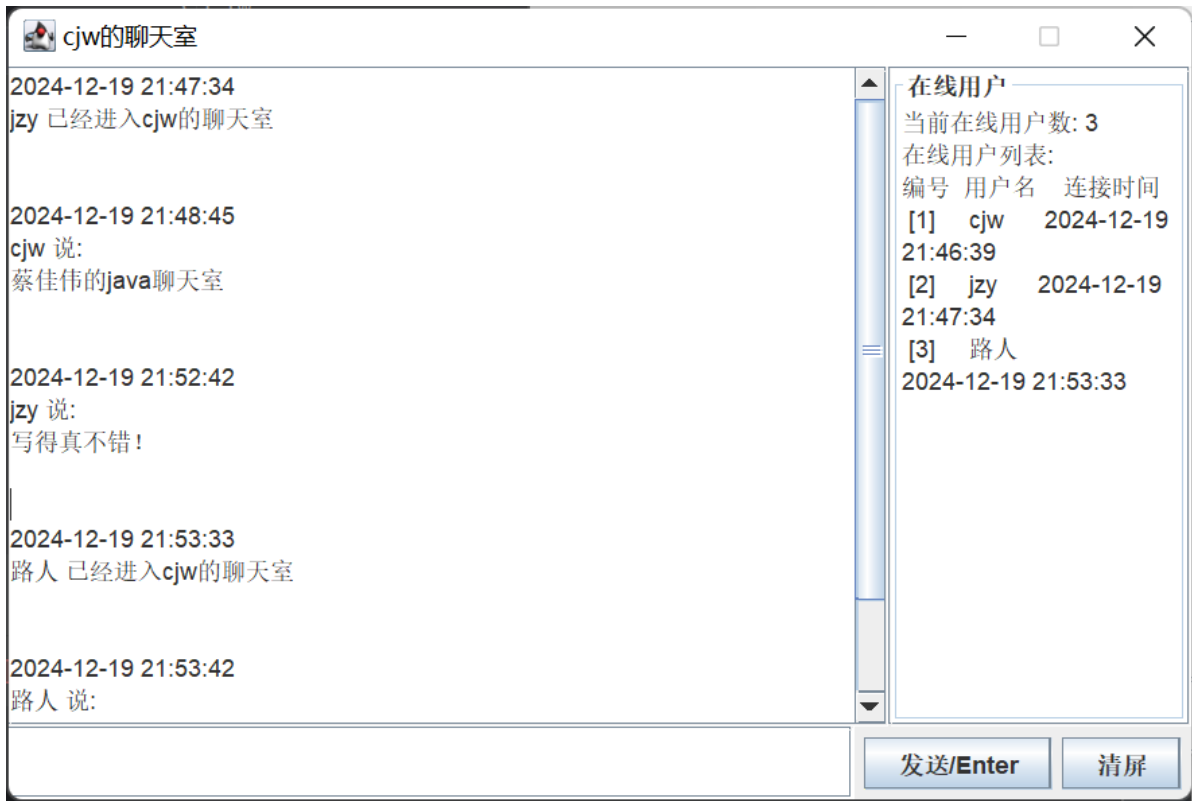 cjw的聊天室
2024-12-19 21:47:34
jzy 已经进入cjw的聊天室
2024-12-19 21:48:45
cjw 说:
蔡佳伟的java聊天室
2024-12-19 21:52:42
jzy 说:
写得真不错！
2024-12-19 21:53:33
路人 已经进入cjw的聊天室
2024-12-19 21:53:42
路人 说:
在线用户
当前在线用户数: 3
在线用户列表:
编号 用户名 连接时间
[1] cjw 2024-12-19
21:46:39
[2] jzy 2024-12-19
21:47:34
[3] 路人
2024-12-19 21:53:33
发送/Enter
清屏